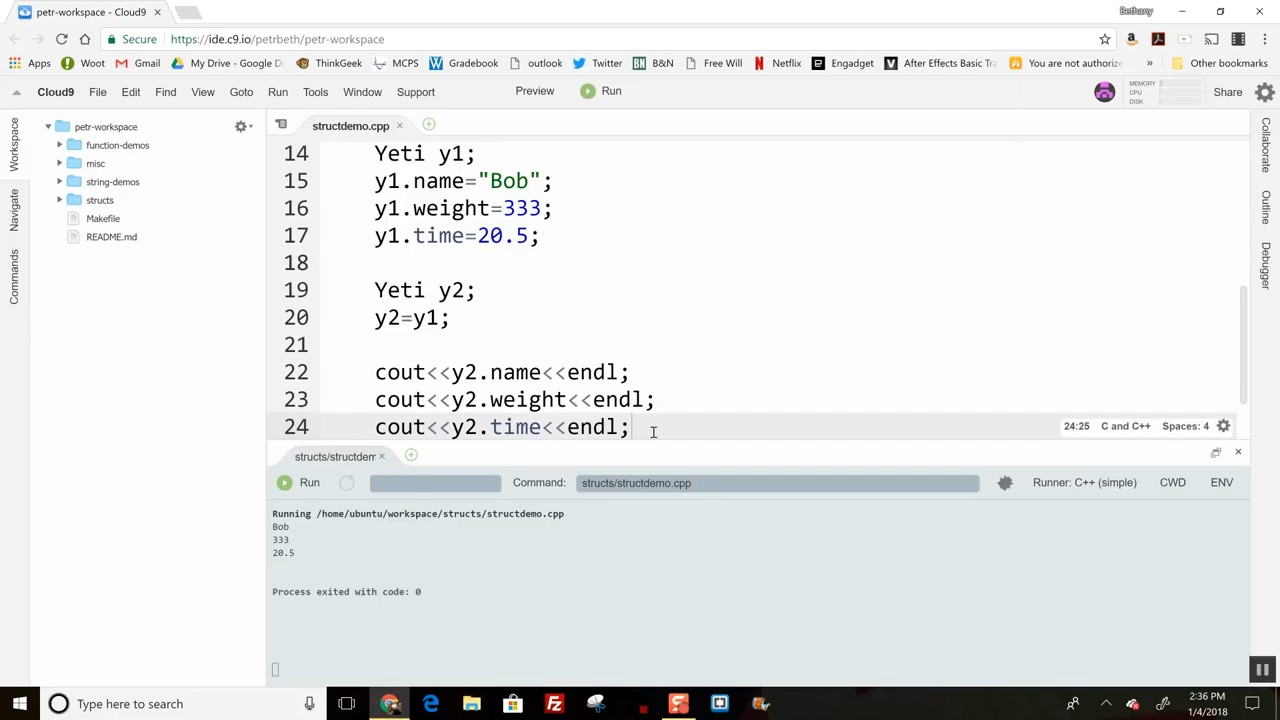 petr-workspace - Cloud9
Bethany
Secure https://ide.c9.io/petrbeth/petr-workspace
Apps Woot Gmail My Drive - Google D ThinkGeek MCPS Gradebook outlook Twitter B&N Free Will Netflix Engadget After Effects Basic Tra You are not authorize » Other bookmarks
Cloud9 File Edit Find View Goto Run Tools Window Support Preview Run MEMORY CPU DISK Share
Workspace
Navigate
Commands
petr-workspace
function-demos
misc
string-demos
structs
Makefile
README.md
structdemo.cpp
14 Yeti y1;
15 y1.name="Bob";
16 y1.weight=333;
17 y1.time=20.5;
18
19 Yeti y2;
20 y2=y1;
21
22 cout<<y2.name<<endl;
23 cout<<y2.weight<<endl;
24 cout<<y2.time<<endl;
24:25 C and C++ Spaces: 4
Collaborate
Outline
Debugger
structs/structdem
Run Command: structs/structdemo.cpp Runner: C++ (simple) CWD ENV
Running /home/ubuntu/workspace/structs/structdemo.cpp
Bob
333
20.5
Process exited with code: 0
Type here to search
2:36 PM
1/4/2018